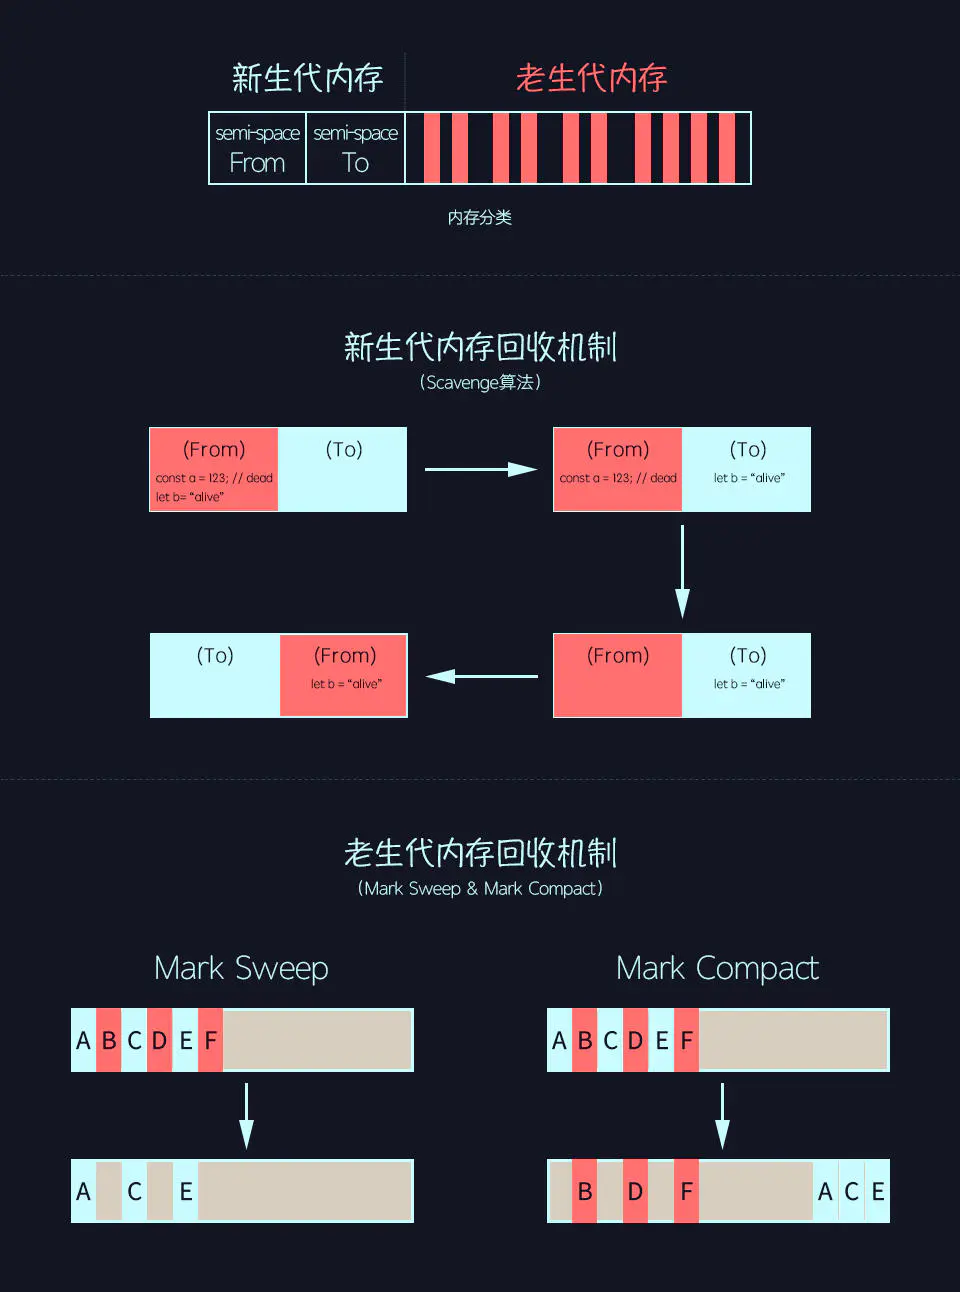 新生代内存
老生代内存
semi-space
From
semi-space
To
内存分类
新生代内存回收机制
(Scavenge算法)
(From)
const a = 123; // dead
let b= “alive”
(To)
(From)
const a = 123; // dead
(To)
let b = “alive”
(To)
(From)
let b = “alive”
(From)
(To)
let b = “alive”
老生代内存回收机制
(Mark Sweep & Mark Compact)
Mark Sweep
Mark Compact
A B C D E F
A B C D E F
A C E
B D F A C E